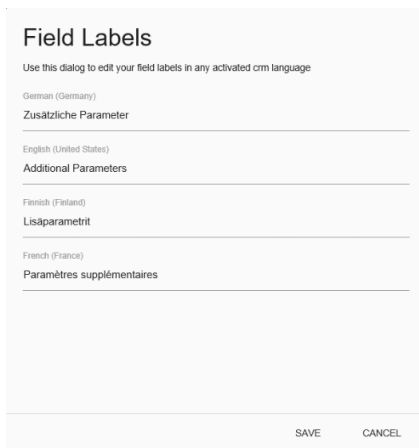 Field Labels
Use this dialog to edit your field labels in any activated crm language
German (Germany)
Zusätzliche Parameter
English (United States)
Additional Parameters
Finnish (Finland)
Lisäparametrit
French (France)
Paramètres supplémentaires
SAVE CANCEL